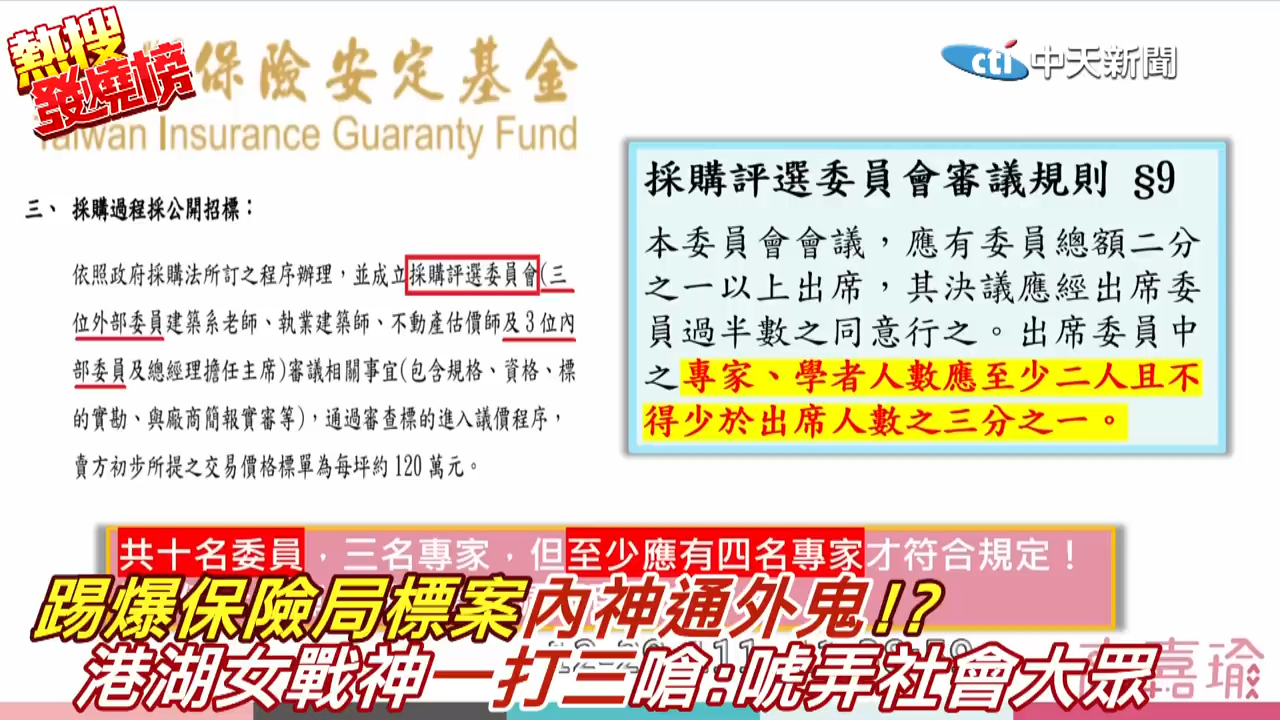 熱搜
發燒榜
保險安定基金
Taiwan Insurance Guaranty Fund
cti 中天新聞
三、 採購過程採公開招標：
依照政府採購法所訂之程序辦理，並成立採購評選委員會(三
位外部委員建築系老師、執業建築師、不動產估價師及3位內
部委員及總經理擔任主席)審議相關事宜(包含規格、資格、標
的實勘、與廠商簡報實審等)，通過審查標的進入議價程序，
賣方初步所提之交易價格標單為每坪約120萬元。
採購評選委員會審議規則 §9
本委員會會議，應有委員總額二分
之一以上出席，其決議應經出席委
員過半數之同意行之。出席委員中
之專家、學者人數應至少二人且不
得少於出席人數之三分之一。
共十名委員，三名專家，但至少應有四名專家才符合規定！
踢爆保險局標案內神通外鬼!?
港湖女戰神一打三嗆:唬弄社會大眾
嘉瑜